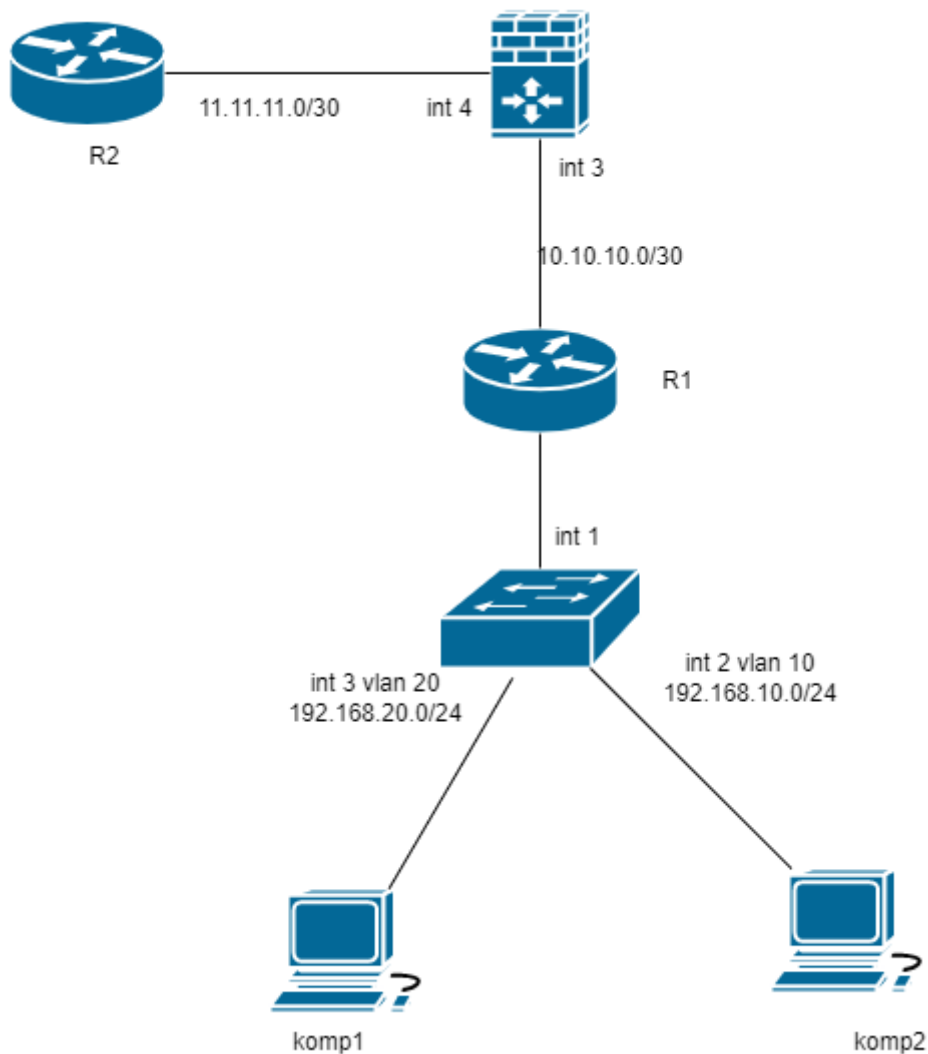 11.11.11.0/30
int 4
R2
int 3
10.10.10.0/30
R1
int 1
int 3 vlan 20
192.168.20.0/24
int 2 vlan 10
192.168.10.0/24
komp1
komp2